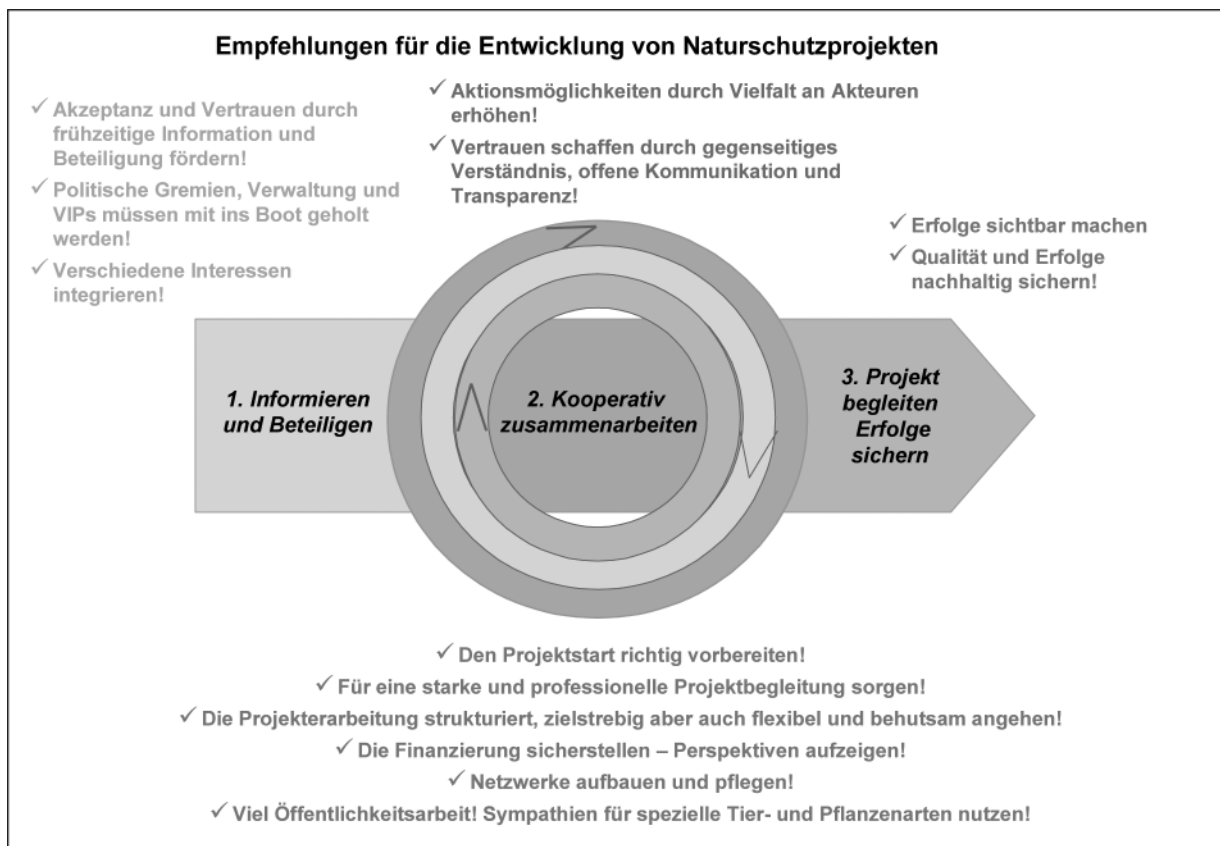 Empfehlungen für die Entwicklung von Naturschutzprojekten
✓ Akzeptanz und Vertrauen durch
frühzeitige Information und
Beteiligung fördern!
✓ Politische Gremien, Verwaltung und
VIPs müssen mit ins Boot geholt
werden!
✓ Verschiedene Interessen
integrieren!
✓ Aktionsmöglichkeiten durch Vielfalt an Akteuren
erhöhen!
✓ Vertrauen schaffen durch gegenseitiges
Verständnis, offene Kommunikation und
Transparenz!
✓ Erfolge sichtbar machen
✓ Qualität und Erfolge
nachhaltig sichern!
1. Informieren
und Beteiligen
2. Kooperativ
zusammenarbeiten
3. Projekt
begleiten
Erfolge
sichern
✓ Den Projektstart richtig vorbereiten!
✓ Für eine starke und professionelle Projektbegleitung sorgen!
✓ Die Projekterarbeitung strukturiert, zielstrebig aber auch flexibel und behutsam angehen!
✓ Die Finanzierung sicherstellen – Perspektiven aufzeigen!
✓ Netzwerke aufbauen und pflegen!
✓ Viel Öffentlichkeitsarbeit! Sympathien für spezielle Tier- und Pflanzenarten nutzen!